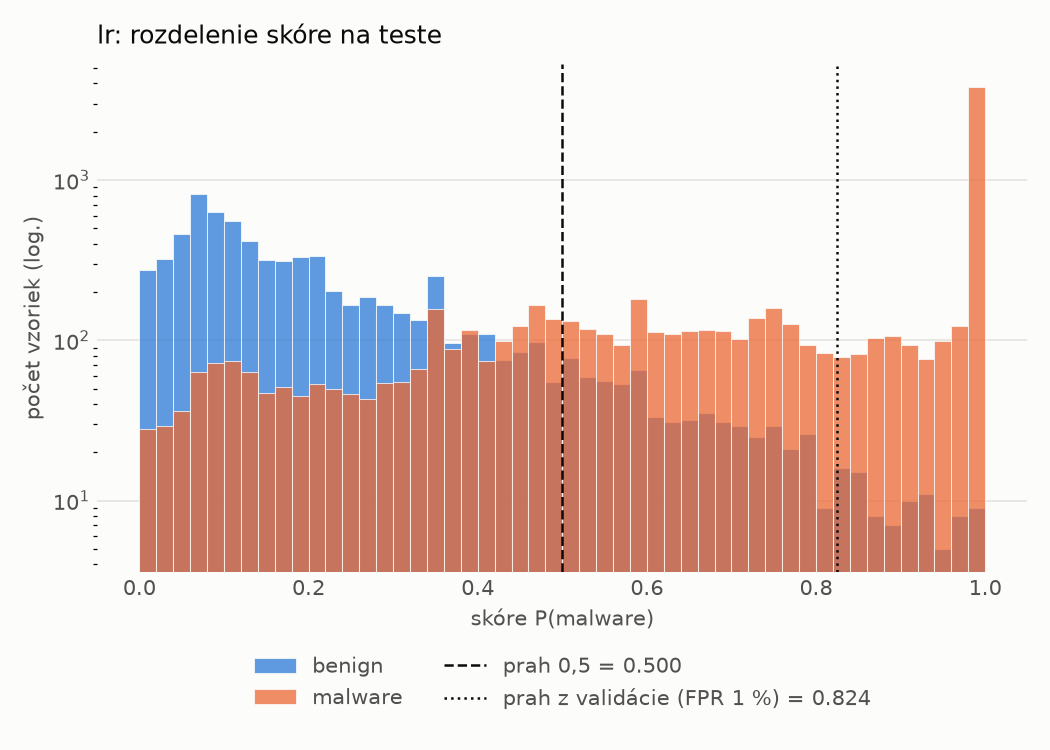 lr: rozdelenie skóre na teste
počet vzoriek (log.)
10³
10²
10¹
0.0 0.2 0.4 0.6 0.8 1.0
skóre P(malware)
benign
malware
prah 0,5 = 0.500
prah z validácie (FPR 1 %) = 0.824